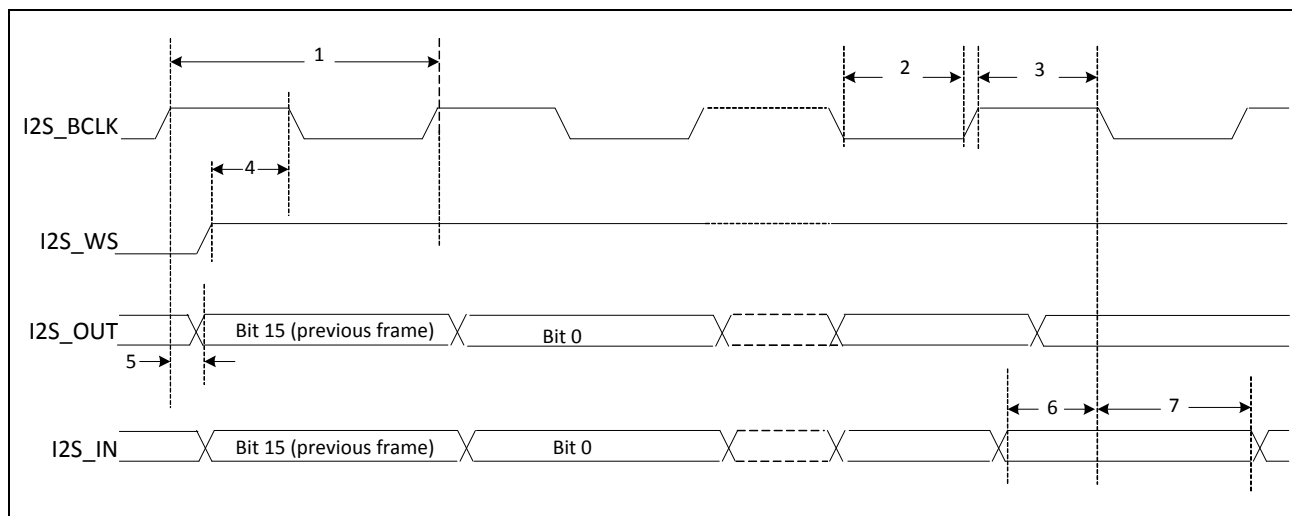 1
2
3
I2S_BCLK
4
I2S_WS
I2S_OUT
Bit 15 (previous frame)
Bit 0
5
6
7
I2S_IN
Bit 15 (previous frame)
Bit 0